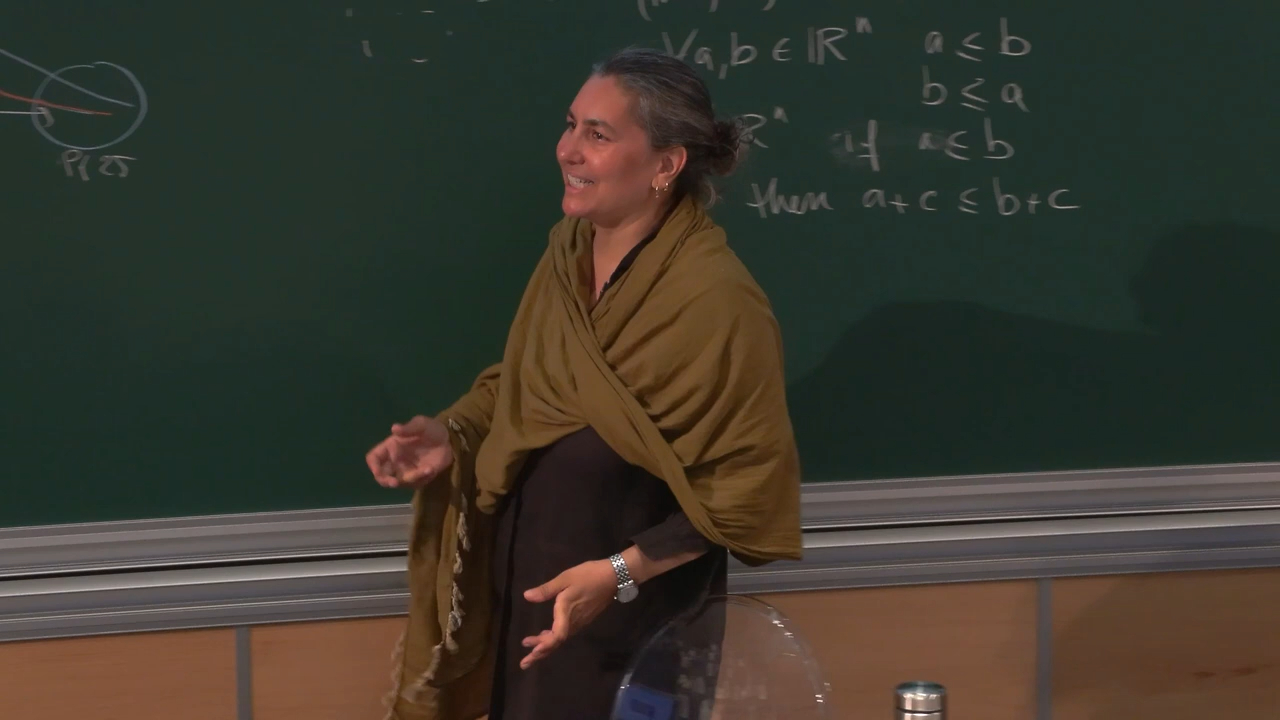 ∀a,b ∈ ℝⁿ a ≤ b
b ≤ a
ℝⁿ if a ≤ b
then a+c ≤ b+c